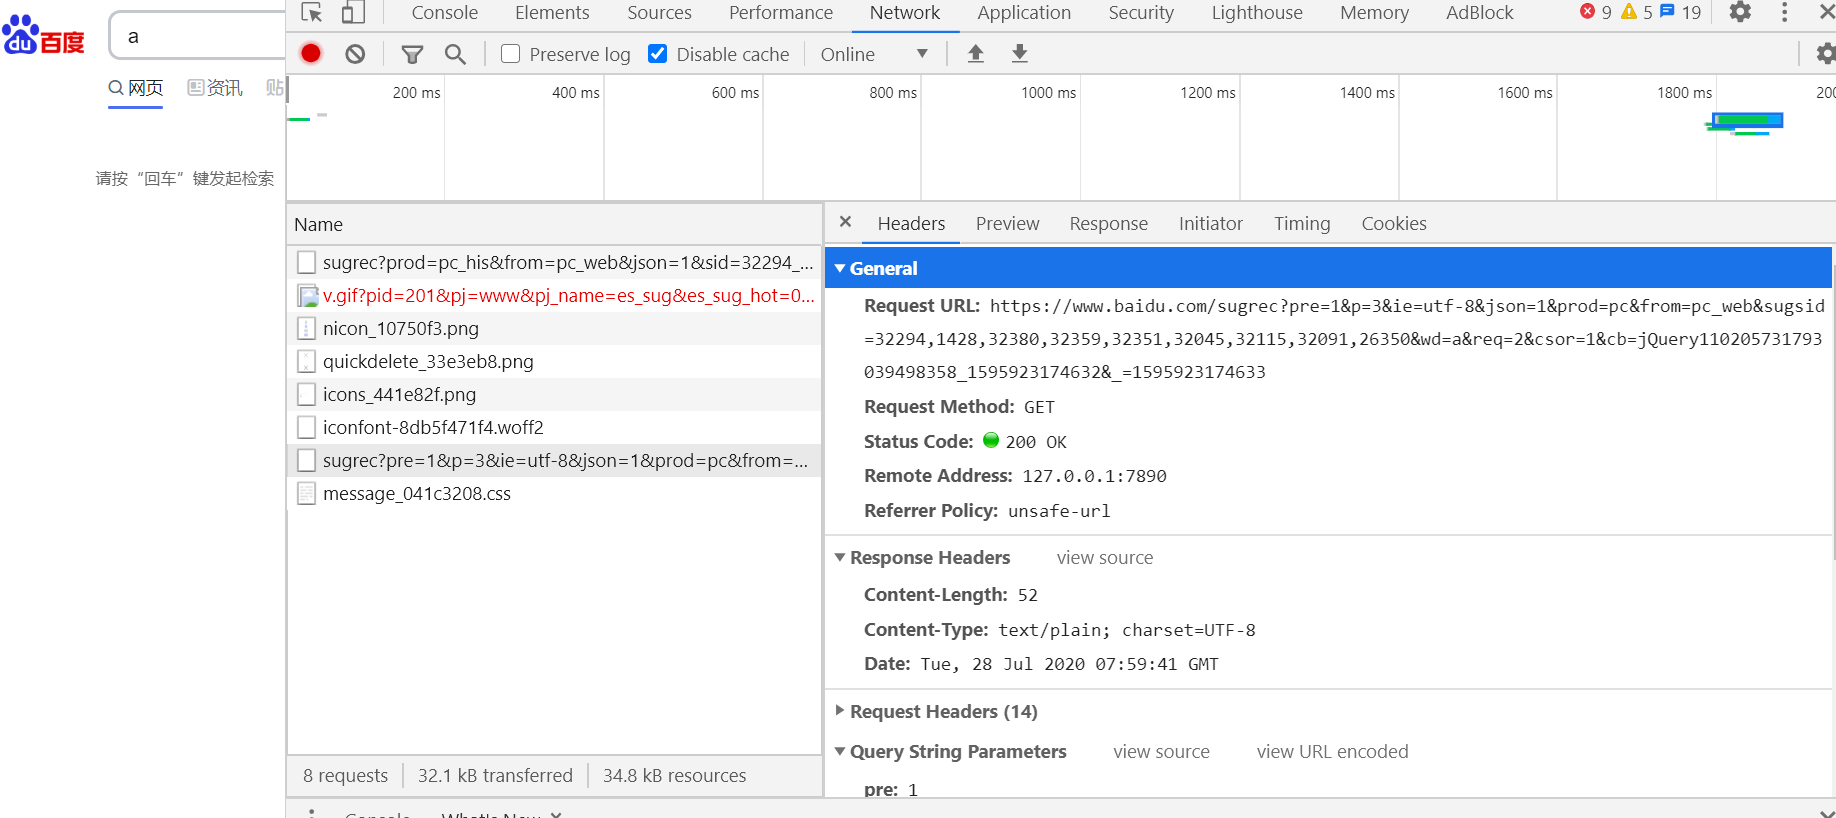 Console Elements Sources Performance Network Application Security Lighthouse Memory AdBlock 9 5 19
du百度
a
Preserve log Disable cache Online
网页 资讯 贴
200 ms 400 ms 600 ms 800 ms 1000 ms 1200 ms 1400 ms 1600 ms 1800 ms 200
请按“回车”键发起检索
Name
sugrec?prod=pc_his&from=pc_web&json=1&sid=32294_...
v.gif?pid=201&pj=www&pj_name=es_sug&es_sug_hot=0...
nicon_10750f3.png
quickdelete_33e3eb8.png
icons_441e82f.png
iconfont-8db5f471f4.woff2
sugrec?pre=1&p=3&ie=utf-8&json=1&prod=pc&from=...
message_041c3208.css
8 requests 32.1 kB transferred 34.8 kB resources
Headers Preview Response Initiator Timing Cookies
General
Request URL: https://www.baidu.com/sugrec?pre=1&p=3&ie=utf-8&json=1&prod=pc&from=pc_web&sugsid
=32294,1428,32380,32359,32351,32045,32115,32091,26350&wd=a&req=2&csor=1&cb=jQuery110205731793
039498358_1595923174632&_=1595923174633
Request Method: GET
Status Code: 200 OK
Remote Address: 127.0.0.1:7890
Referrer Policy: unsafe-url
Response Headers view source
Content-Length: 52
Content-Type: text/plain; charset=UTF-8
Date: Tue, 28 Jul 2020 07:59:41 GMT
Request Headers (14)
Query String Parameters view source view URL encoded
pre: 1
Console What's New